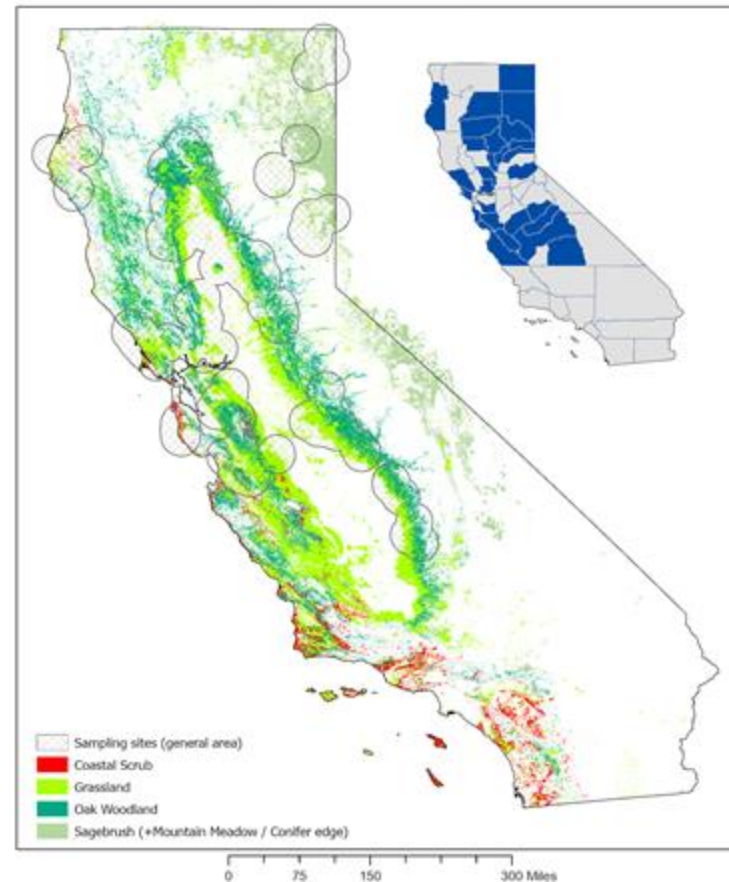 Sampling sites (general area)
Coastal Scrub
Grassland
Oak Woodland
Sagebrush (+Mountain Meadow / Conifer edge)
0 75 150 300 Miles